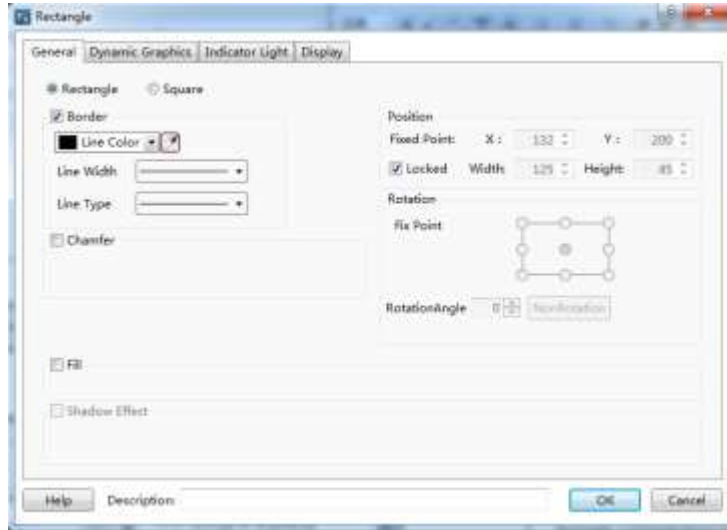 Rectangle
General Dynamic Graphics Indicator Light Display
Rectangle Square
Border
Line Color
Line Width
Line Type
Chamfer
Fill
Shadow Effect
Position
Fixed Point: X : 132 Y : 200
Locked Width: 125 Height: 85
Rotation
Fix Point
RotationAngle 0 NonRotation
Help Description: OK Cancel